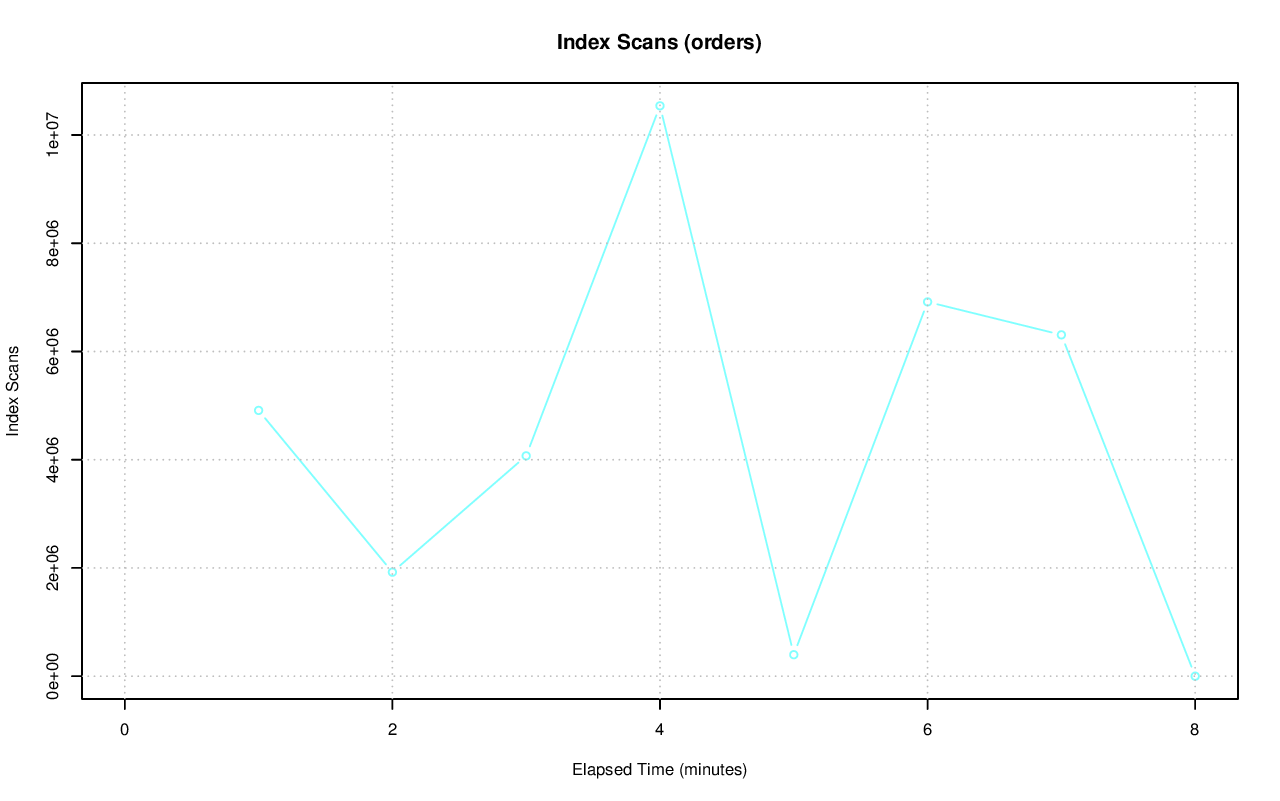 Index Scans (orders)
Index Scans
1e+07
8e+06
6e+06
4e+06
2e+06
0e+00
0 2 4 6 8
Elapsed Time (minutes)